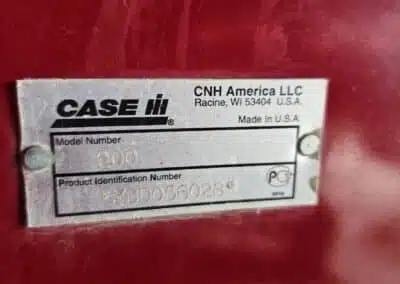 CASE IH®
CNH America LLC
Racine, WI 53404 U.S.A.
Made in U.S.A.
Model Number
Product Identification Number